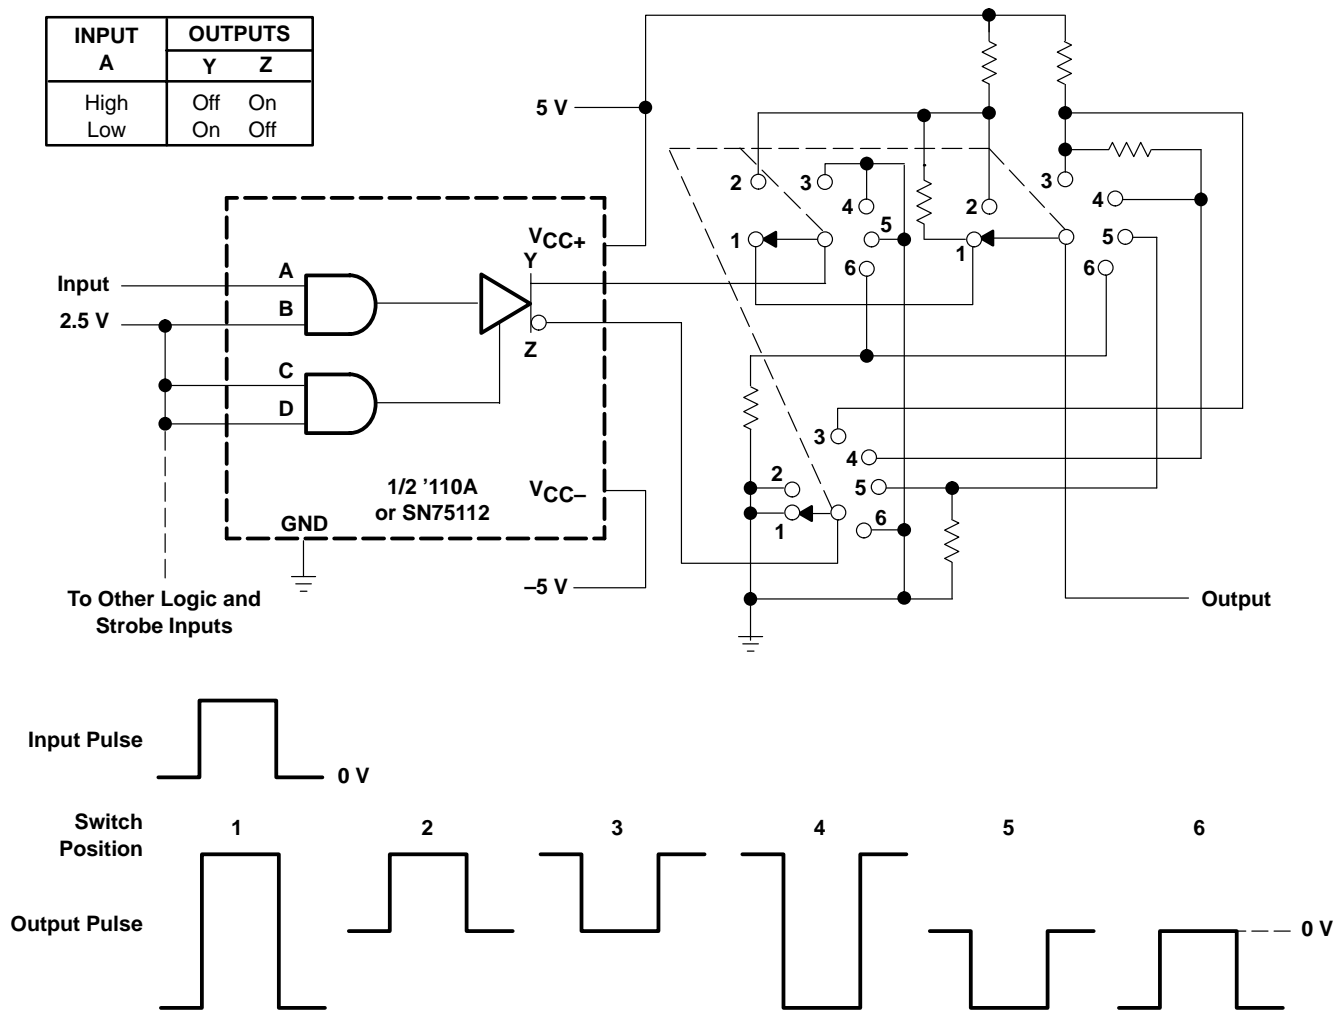 INPUT OUTPUTS
A Y Z
High Off On
Low On Off
5 V
2 3 4 5 6 1
2 1 3 4 5 6
VCC+
Y
Input A
2.5 V B
Z
C
D
3
4
5
2
1
6
1/2 ’110A
or SN75112
VCC–
GND
–5 V
To Other Logic and
Strobe Inputs
Output
Input Pulse
0 V
Switch
Position
1 2 3 4 5 6
Output Pulse
0 V